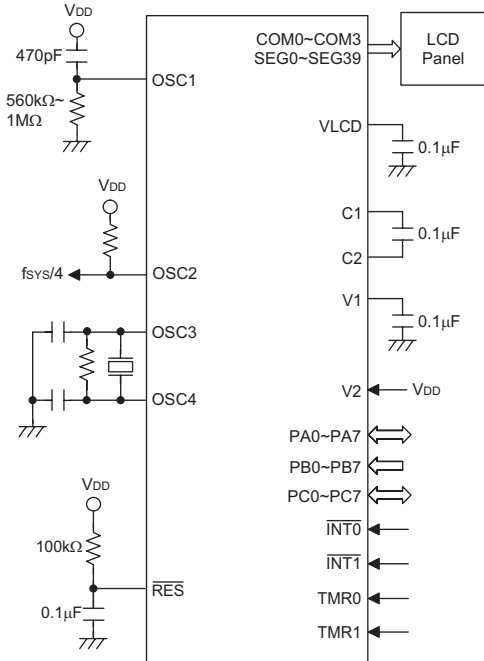 VDD
470pF
OSC1
560kΩ~
1MΩ
VDD
fSYS/4
OSC2
OSC3
OSC4
VDD
100kΩ
RES
0.1μF
COM0~COM3
SEG0~SEG39
LCD
Panel
VLCD
0.1μF
C1
0.1μF
C2
V1
0.1μF
V2
VDD
PA0~PA7
PB0~PB7
PC0~PC7
INT0
INT1
TMR0
TMR1